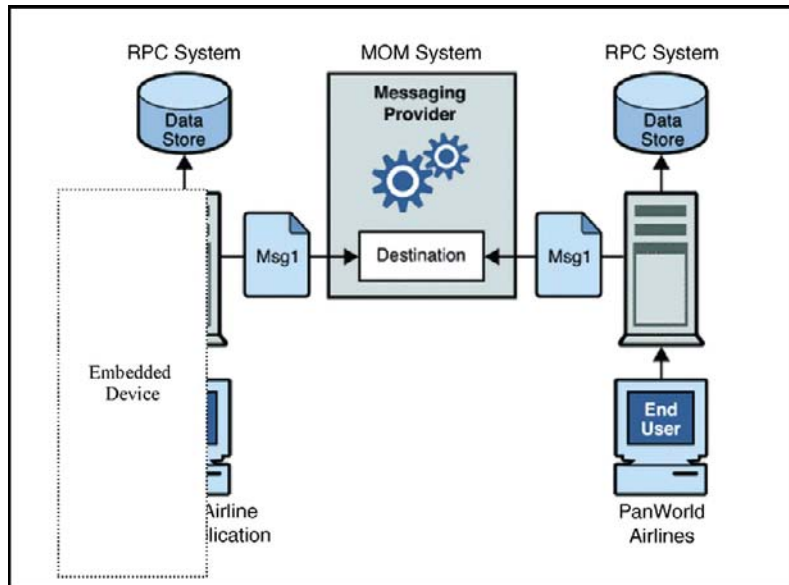 RPC System
MOM System
RPC System
Messaging
Provider
Data
Store
Data
Store
Msg1
Destination
Msg1
Embedded
Device
End
User
Airline
PanWorld
Airlines